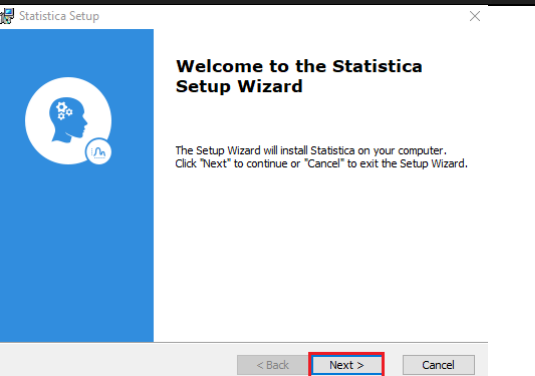 Statistica Setup
Welcome to the Statistica
Setup Wizard
The Setup Wizard will install Statistica on your computer.
Click "Next" to continue or "Cancel" to exit the Setup Wizard.
< Back Next > Cancel